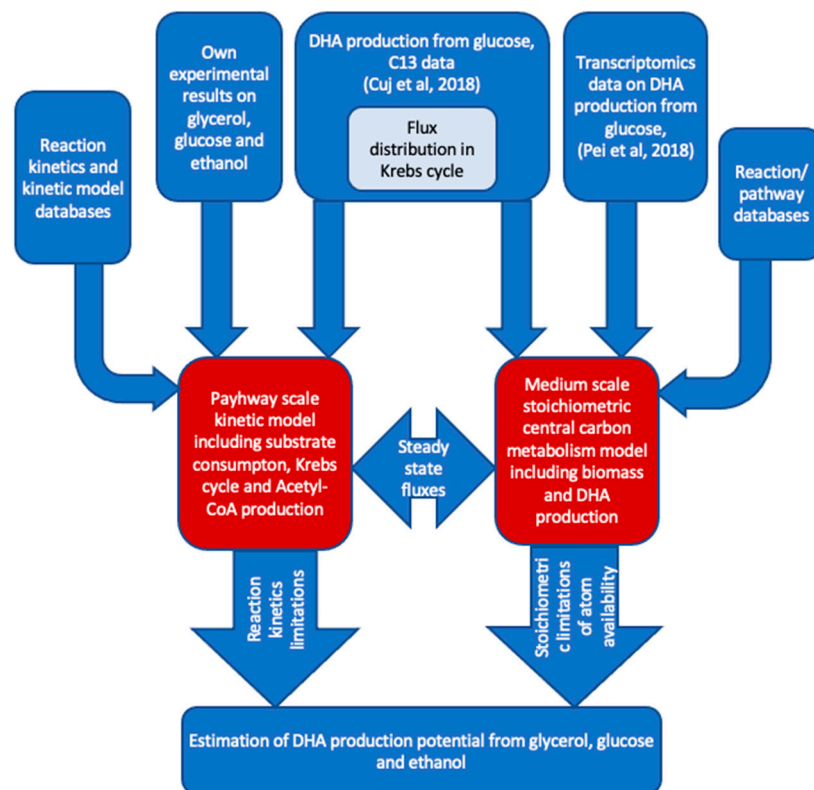 Own
experimental
results on
glycerol,
glucose and
ethanol
DHA production from glucose,
C13 data
(Cuj et al, 2018)
Flux
distribution in
Krebs cycle
Transcriptomics
data on DHA
production from
glucose,
(Pei et al, 2018)
Reaction kinetics and
kinetic model
databases
Reaction/
pathway
databases
Payhway scale
kinetic model
including substrate
consumpton, Krebs
cycle and Acetyl-
CoA production
Steady
state
fluxes
Medium scale
stoichiometric
central carbon
metabolism model
including biomass
and DHA
production
Reaction
kinetics
limitations
Stoichiometri
c limitations
of atom
availability
Estimation of DHA production potential from glycerol, glucose
and ethanol